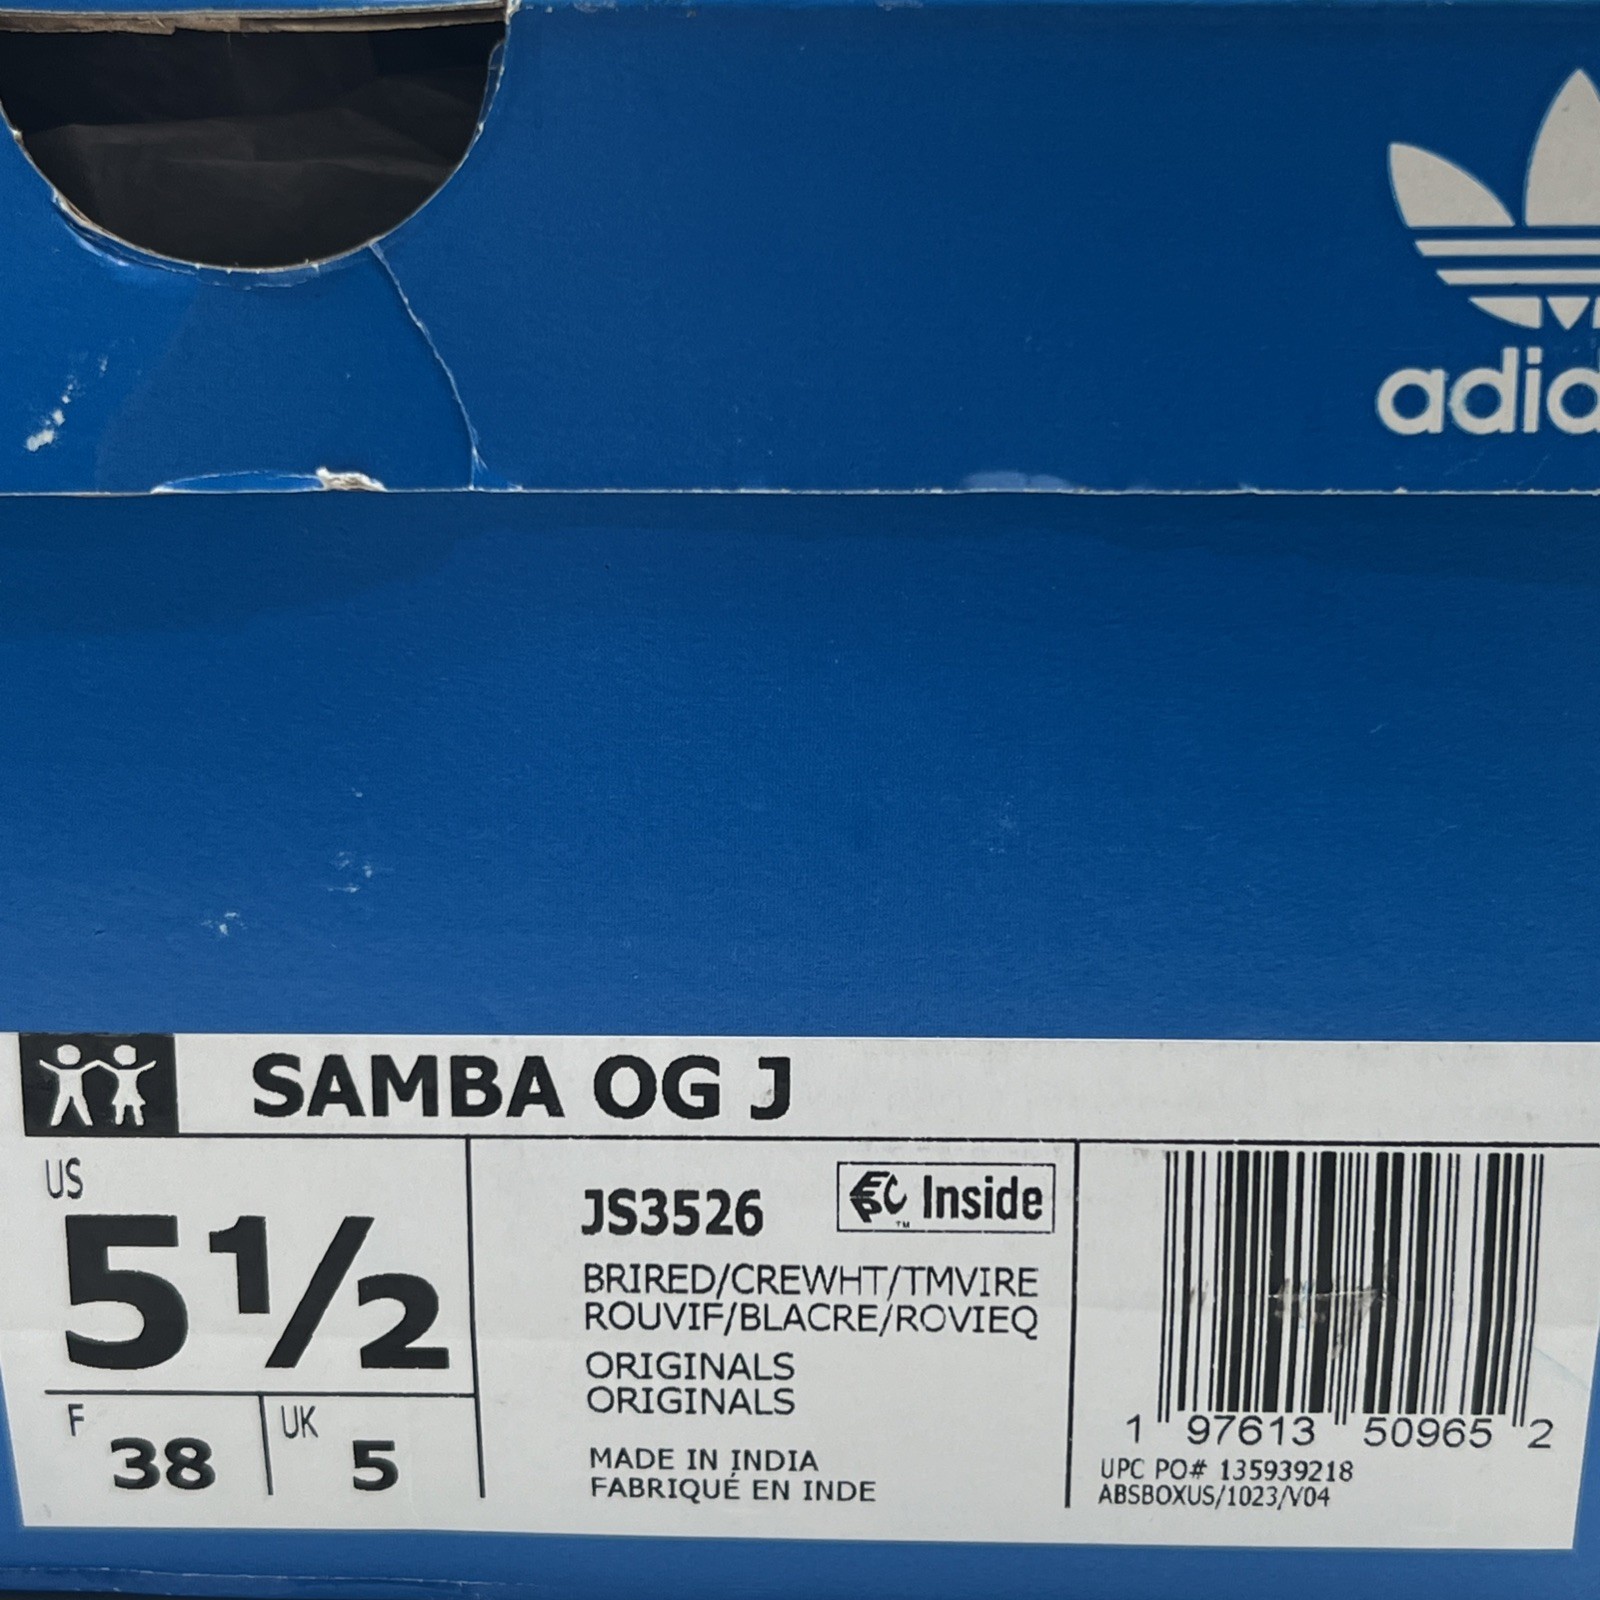 adid
SAMBA OG J
US
5½
F
38
UK
5
JS3526
Inside
™
BRIRED/CREWHT/TMVIRE
ROUVIF/BLACRE/ROVIEQ
ORIGINALS
ORIGINALS
MADE IN INDIA
FABRIQUÉ EN INDE
1 97613 50965 2
UPC PO# 135939218
ABSBOXUS/1023/V04